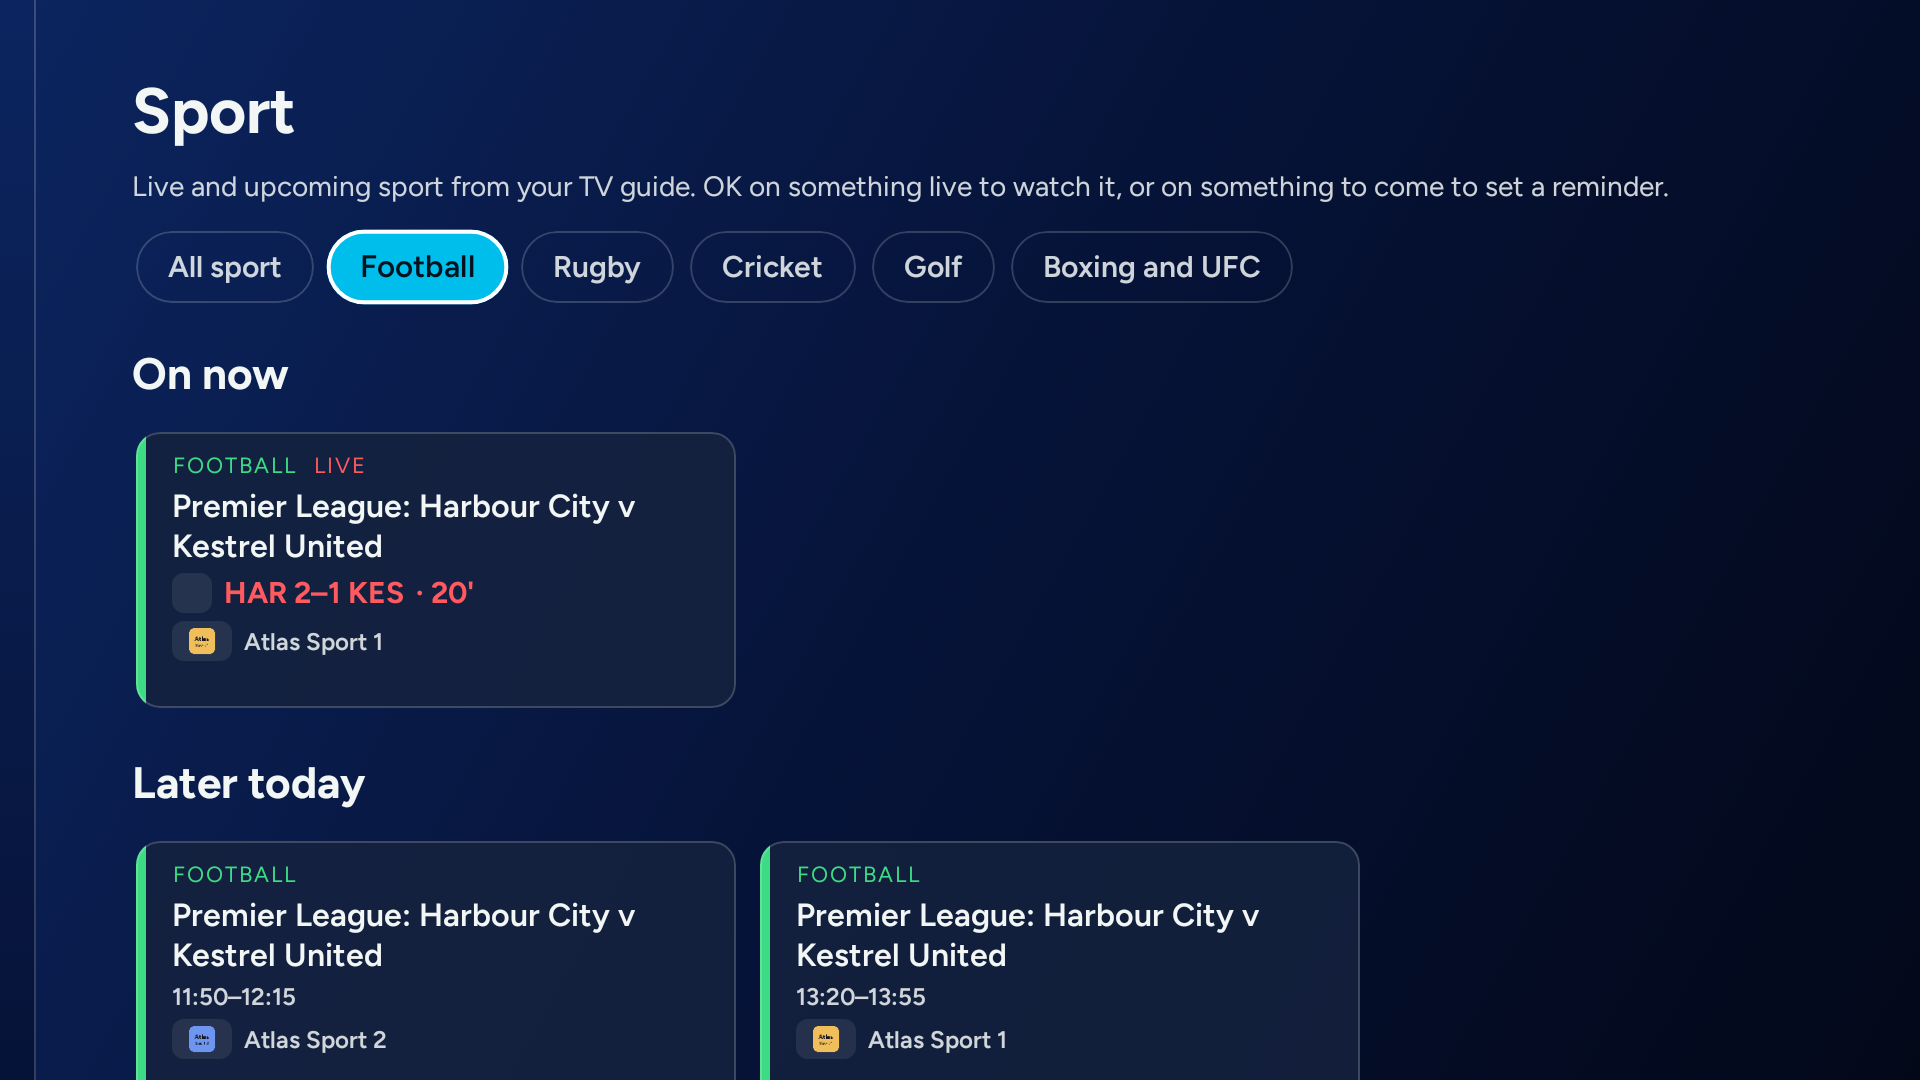 Sport
Live and upcoming sport from your TV guide. OK on something live to watch it, or on something to come to set a reminder.
All sport
Football
Rugby
Cricket
Golf
Boxing and UFC
On now
FOOTBALL LIVE
Premier League: Harbour City v
Kestrel United
HAR 2–1 KES · 20'
Atlas Sport 1
Later today
FOOTBALL
Premier League: Harbour City v
Kestrel United
11:50–12:15
Atlas Sport 2
FOOTBALL
Premier League: Harbour City v
Kestrel United
13:20–13:55
Atlas Sport 1